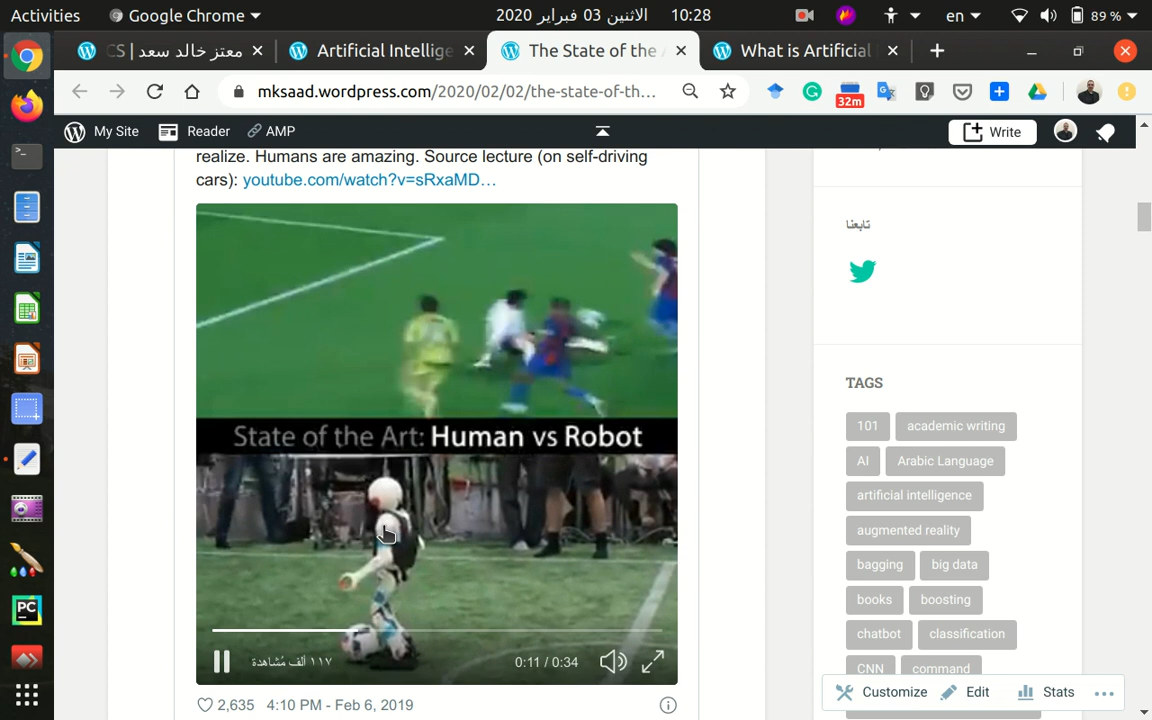 Activities
Google Chrome
الاثنين 03 فبراير 2020 10:28
en
89 %
CS | معتز خالد سعد
Artificial Intellige
The State of the A
What is Artificial
mksaad.wordpress.com/2020/02/02/the-state-of-th...
32m
My Site
Reader
AMP
Write
realize. Humans are amazing. Source lecture (on self-driving
cars): youtube.com/watch?v=sRxaMD…
State of the Art: Human vs Robot
١١٧ ألف مُشاهدة
0:11 / 0:34
2,635 4:10 PM - Feb 6, 2019
تابعنا
TAGS
101
academic writing
AI
Arabic Language
artificial intelligence
augmented reality
bagging
big data
books
boosting
chatbot
classification
CNN
command
Customize
Edit
Stats
PC